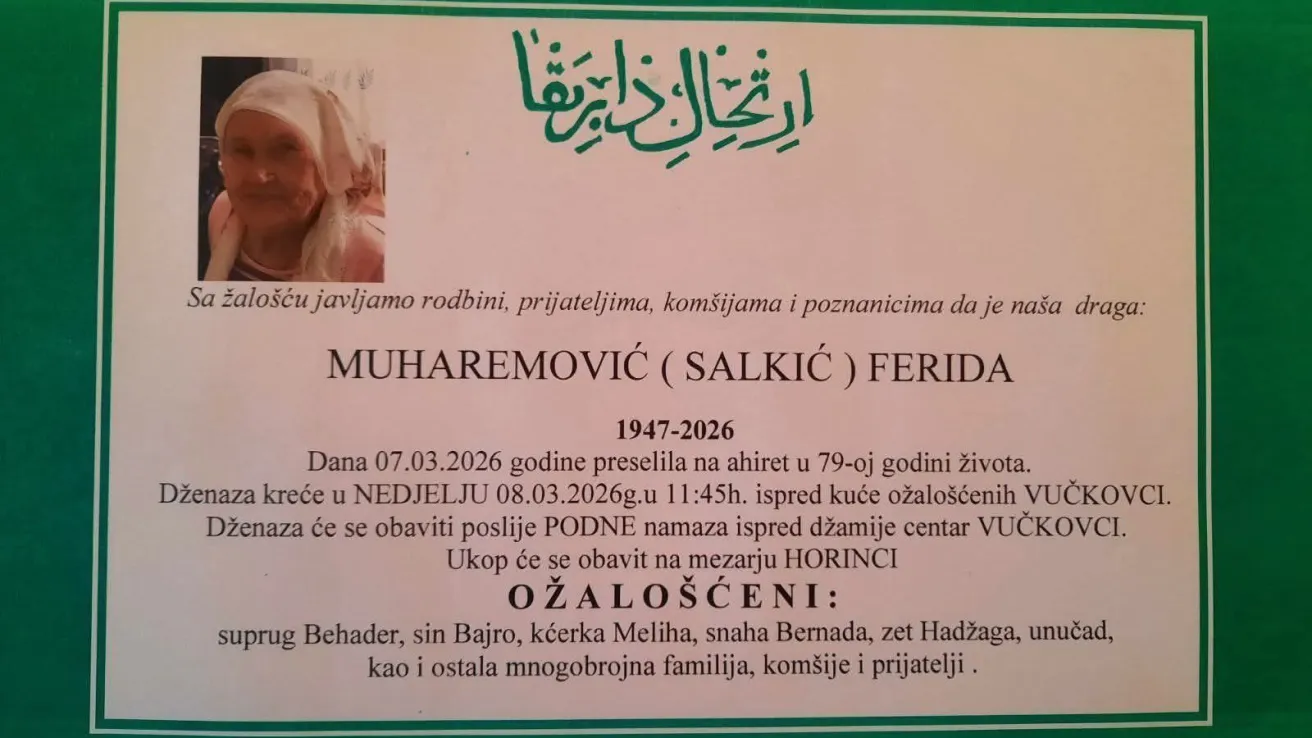 ارتحال دار بقا
Sa žalošću javljamo rodbini, prijateljima, komšijama i poznanicima da je naša draga:
MUHAREMOVIĆ ( SALKIĆ ) FERIDA
1947-2026
Dana 07.03.2026 godine preselila na ahiret u 79-oj godini života.
Dženaza kreće u NEDJELJU 08.03.2026g.u 11:45h. ispred kuće ožalošćenih VUČKOVCI.
Dženaza će se obaviti poslije PODNE namaza ispred džamije centar VUČKOVCI.
Ukop će se obavit na mezarju HORINCI
OŽALOŠĆENI:
suprug Behader, sin Bajro, kćerka Meliha, snaha Bernada, zet Hadžaga, unučad,
kao i ostala mnogobrojna familija, komšije i prijatelji .